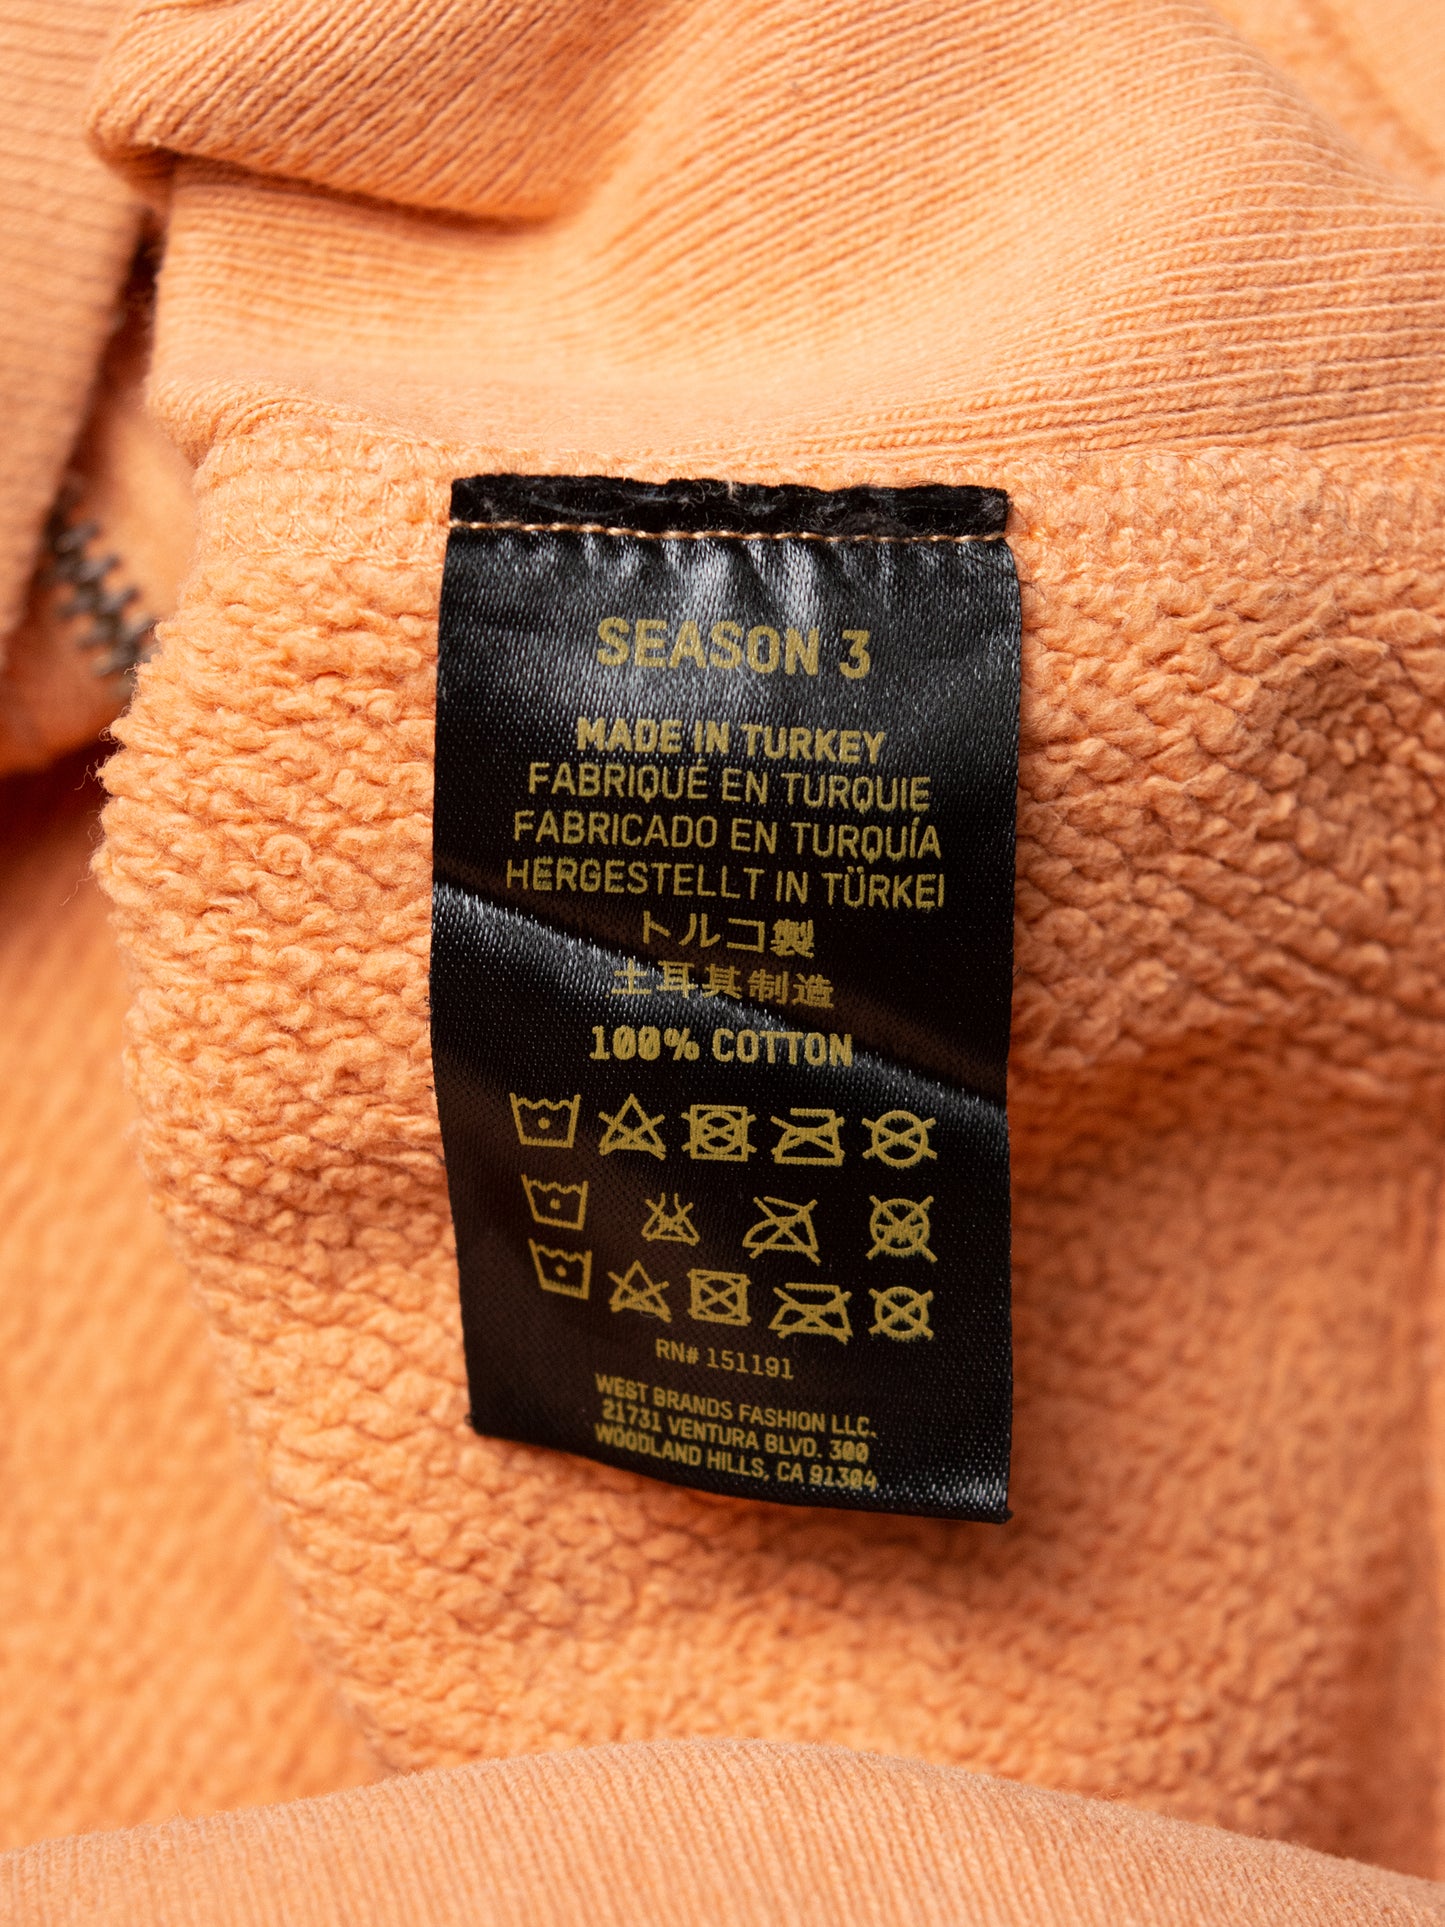 SEASON 3
MADE IN TURKEY
FABRIQUÉ EN TURQUIE
FABRICADO EN TURQUÍA
HERGESTELLT IN TÜRKEI
トルコ製
土耳其制造
100% COTTON
RN# 151191
WEST BRANDS FASHION LLC.
21731 VENTURA BLVD. 300
WOODLAND HILLS, CA 91304